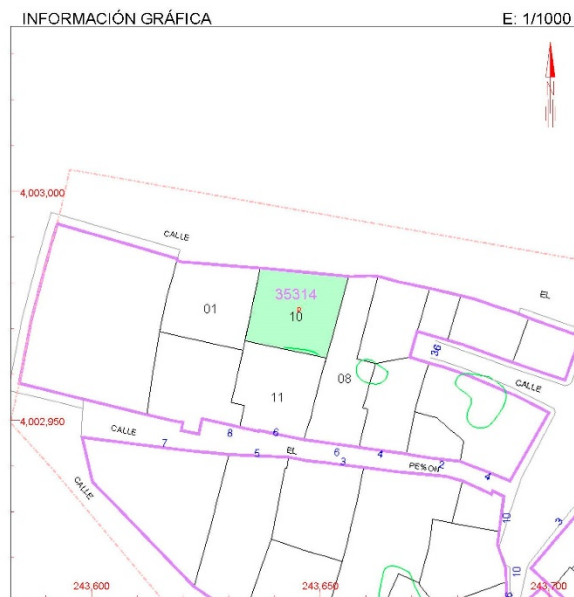 INFORMACIÓN GRÁFICA E: 1/1000
4,003,000
CALLE
35314
EL
01
10
36
08
CALLE
11
4,002,950
CALLE 8 6 6 4 2 4
7 5 EL 3 PE%ON
CALLE
10
3
10
243,600 243,650 243,700